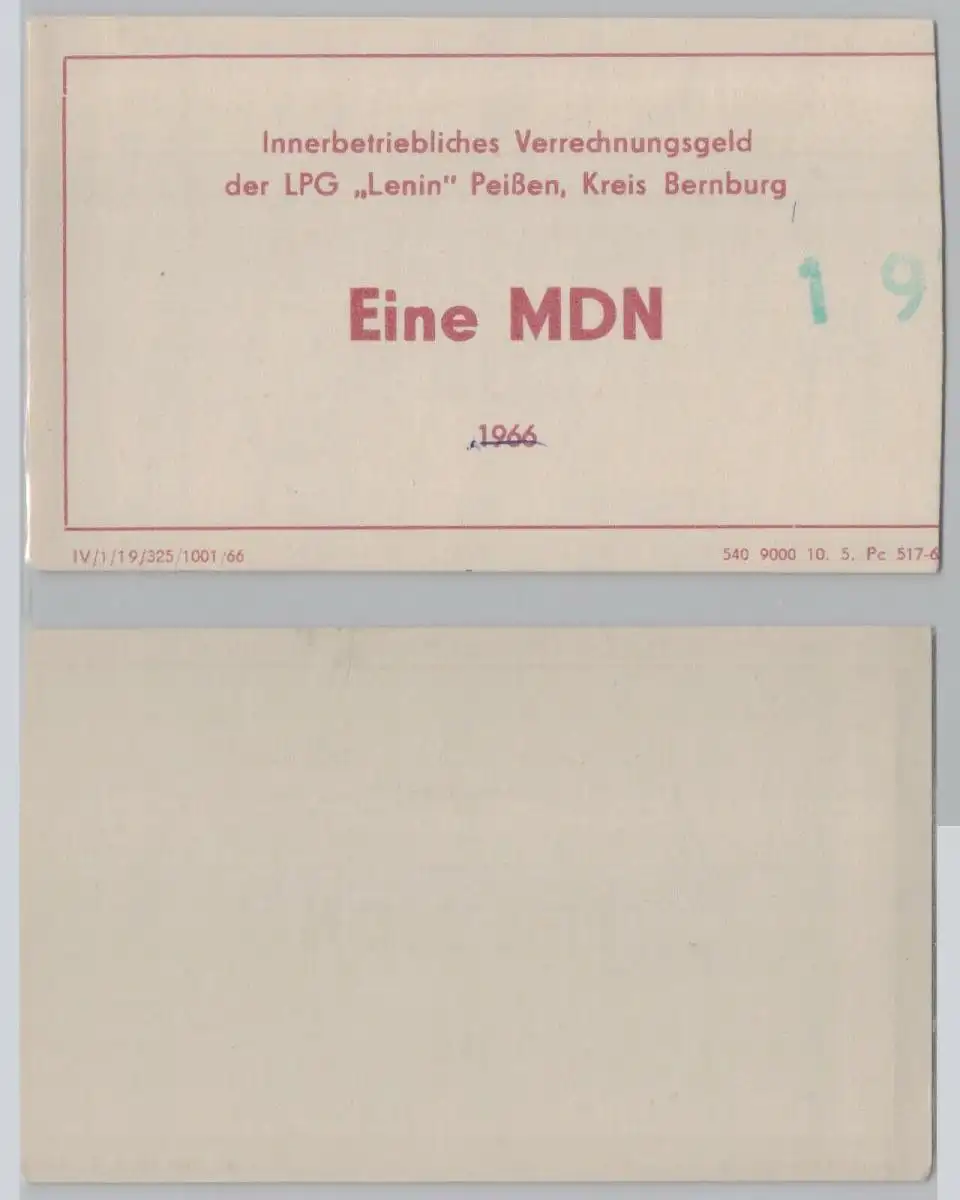 Innerbetriebliches Verrechnungsgeld
der LPG „Lenin" Peißen, Kreis Bernburg
1 9
Eine MDN
1966
IV/1/19/325/1001/66
540 9000 10. 5. Pc 517-6